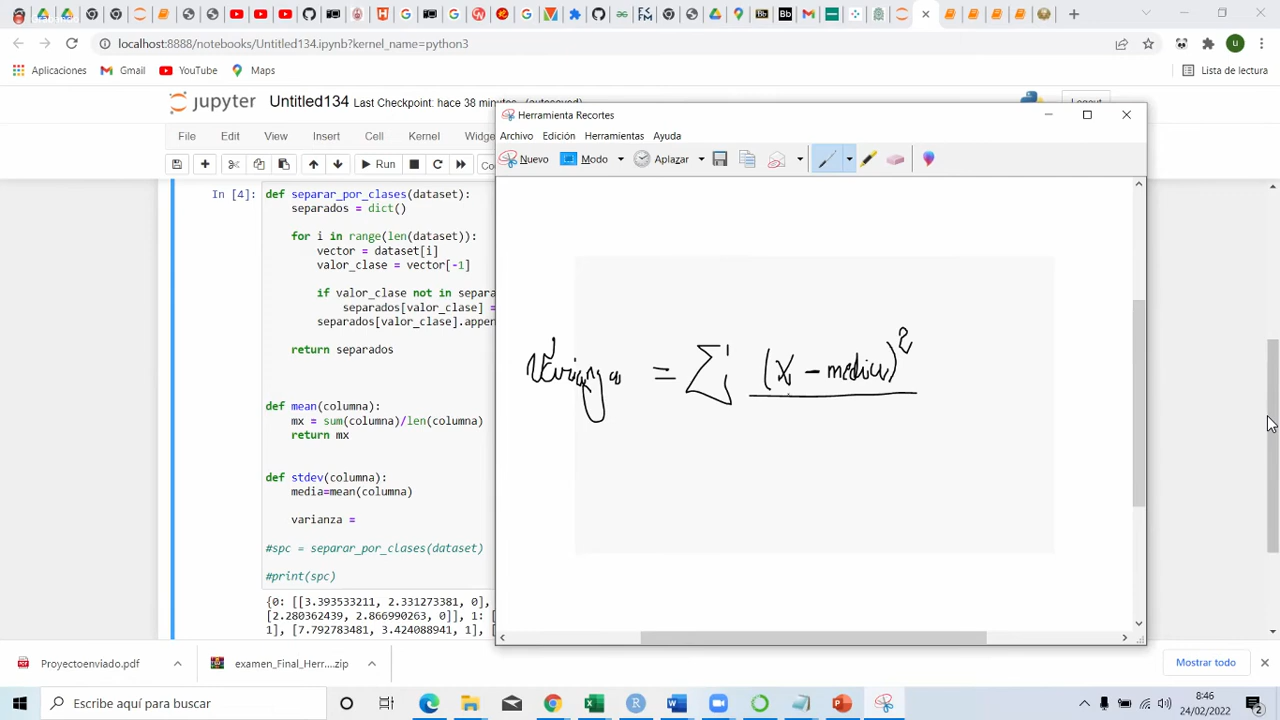 localhost:8888/notebooks/Untitled134.ipynb?kernel_name=python3
Aplicaciones Gmail YouTube Maps Lista de lectura
jupyter Untitled134 Last Checkpoint: hace 38 minutos (autosaved)
Logout
File Edit View Insert Cell Kernel Widge
Run
In [4]:
def separar_por_clases(dataset):
separados = dict()
for i in range(len(dataset)):
vector = dataset[i]
valor_clase = vector[-1]
if valor_clase not in separa
separados[valor_clase] =
separados[valor_clase].appen
return separados
def mean(columna):
mx = sum(columna)/len(columna)
return mx
def stdev(columna):
media=mean(columna)
varianza =
#spc = separar_por_clases(dataset)
#print(spc)
{0: [[3.393533211, 2.331273381, 0],
[2.280362439, 2.866990263, 0]], 1: [
1], [7.792783481, 3.424088941, 1],
Herramienta Recortes
Archivo Edición Herramientas Ayuda
Nuevo Modo Aplazar
Varianza = ∑ (x - media)²
Proyectoenviado.pdf examen_Final_Herr....zip Mostrar todo
Escribe aquí para buscar
8:46
24/02/2022
2